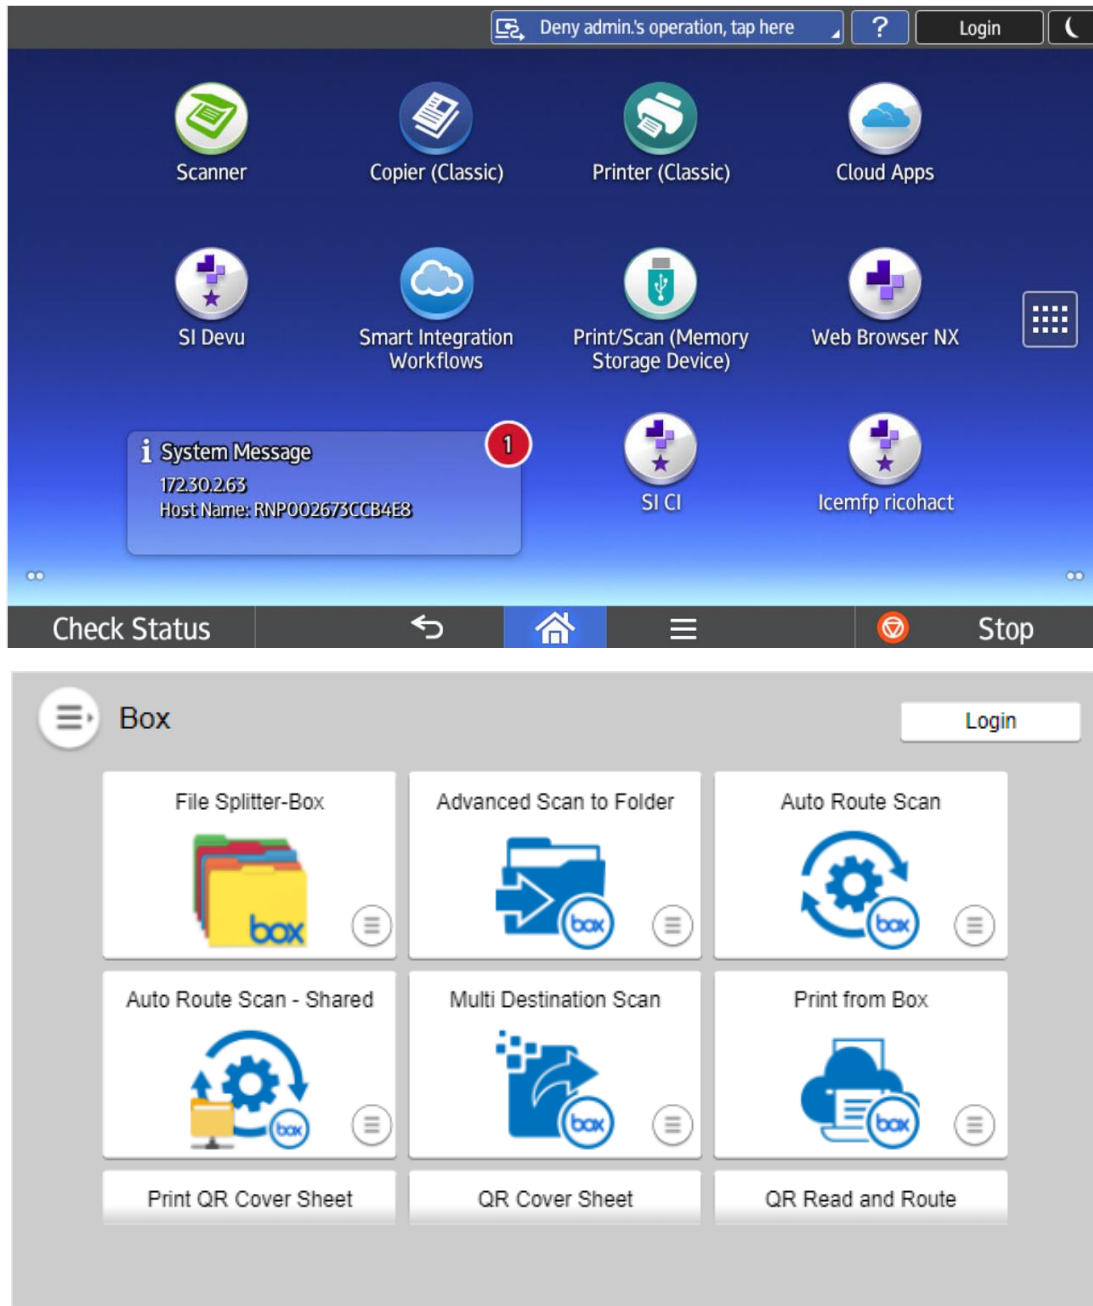 Deny admin.'s operation, tap here
?
Login
Scanner
Copier (Classic)
Printer (Classic)
Cloud Apps
SI Devu
Smart Integration
Workflows
Print/Scan (Memory
Storage Device)
Web Browser NX
i System Message
1
172.30.2.63
Host Name: RNP002673CCB4E8
SI CI
Icemfp ricohact
Check Status
Stop
Box
Login
File Splitter-Box
box
Advanced Scan to Folder
box
Auto Route Scan
box
Auto Route Scan - Shared
box
Multi Destination Scan
box
Print from Box
box
Print QR Cover Sheet
QR Cover Sheet
QR Read and Route